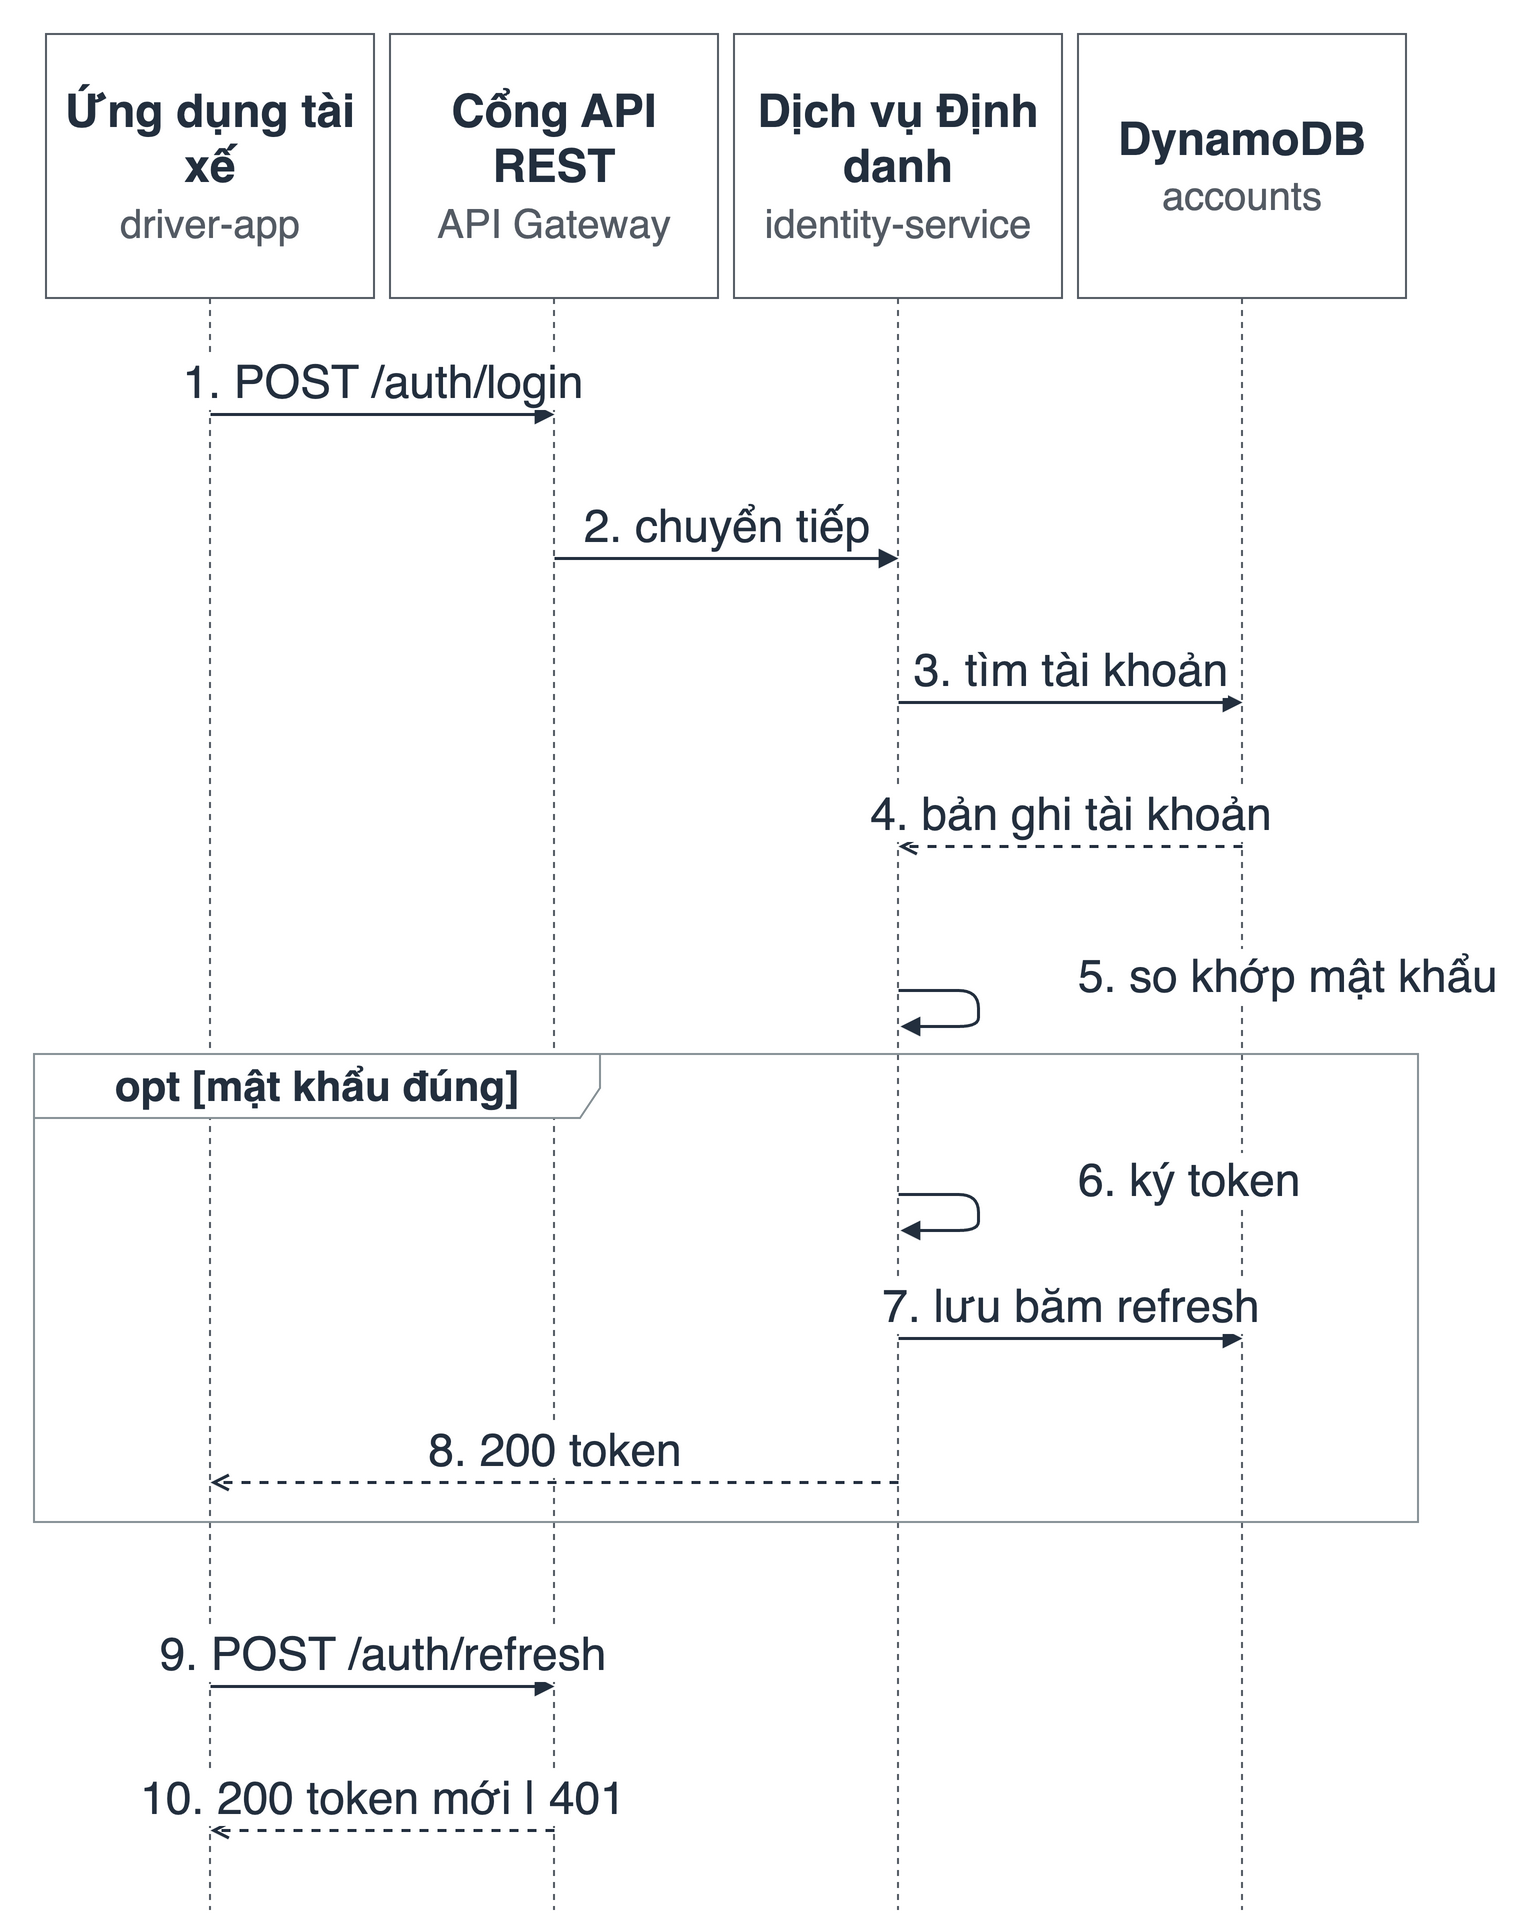 Ứng dụng tài
xế
driver-app
Cổng API
REST
API Gateway
Dịch vụ Định
danh
identity-service
DynamoDB
accounts
1. POST /auth/login
2. chuyển tiếp
3. tìm tài khoản
4. bản ghi tài khoản
5. so khớp mật khẩu
opt [mật khẩu đúng]
6. ký token
7. lưu băm refresh
8. 200 token
9. POST /auth/refresh
10. 200 token mới | 401